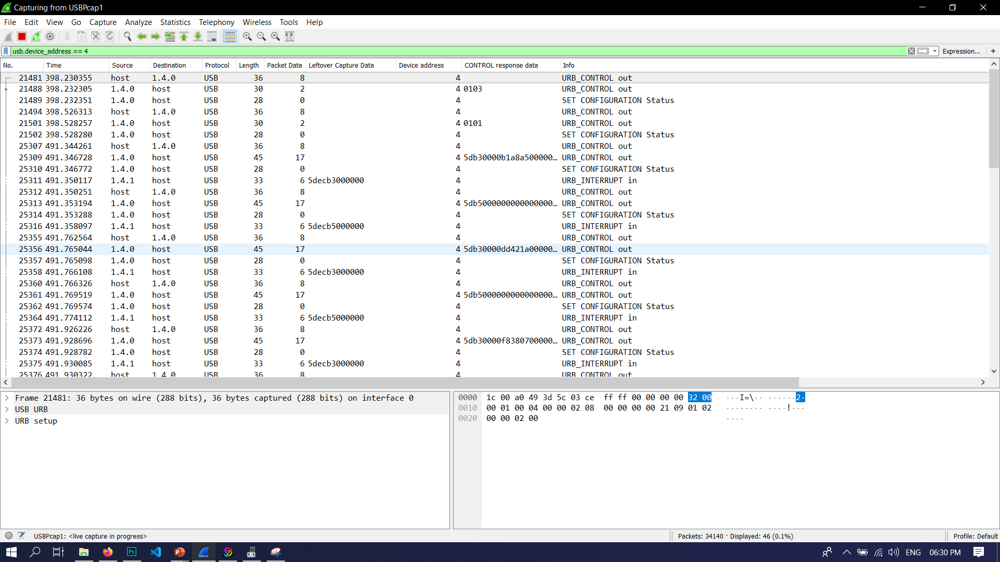 Capturing from USBPcap1
File Edit View Go Capture Analyze Statistics Telephony Wireless Tools Help
usb.device_address == 4 Expression... +
No. Time Source Destination Protocol Length Packet Data Leftover Capture Data Device address CONTROL response data Info
21481 398.230355 host 1.4.0 USB 36 8 4 URB_CONTROL out
21488 398.232305 1.4.0 host USB 30 2 4 0103 URB_CONTROL out
21489 398.232351 1.4.0 host USB 28 0 4 SET CONFIGURATION Status
21494 398.526313 host 1.4.0 USB 36 8 4 URB_CONTROL out
21501 398.528257 1.4.0 host USB 30 2 4 0101 URB_CONTROL out
21502 398.528280 1.4.0 host USB 28 0 4 SET CONFIGURATION Status
25307 491.344261 host 1.4.0 USB 36 8 4 URB_CONTROL out
25309 491.346728 1.4.0 host USB 45 17 4 5db30000b1a8a500000… URB_CONTROL out
25310 491.346772 1.4.0 host USB 28 0 4 SET CONFIGURATION Status
25311 491.350117 1.4.1 host USB 33 6 5decb3000000 4 URB_INTERRUPT in
25312 491.350251 host 1.4.0 USB 36 8 4 URB_CONTROL out
25313 491.353194 1.4.0 host USB 45 17 4 5db5000000000000000… URB_CONTROL out
25314 491.353288 1.4.0 host USB 28 0 4 SET CONFIGURATION Status
25316 491.358097 1.4.1 host USB 33 6 5decb5000000 4 URB_INTERRUPT in
25355 491.762564 host 1.4.0 USB 36 8 4 URB_CONTROL out
25356 491.765044 1.4.0 host USB 45 17 4 5db30000dd421a00000… URB_CONTROL out
25357 491.765098 1.4.0 host USB 28 0 4 SET CONFIGURATION Status
25358 491.766108 1.4.1 host USB 33 6 5decb3000000 4 URB_INTERRUPT in
25360 491.766326 host 1.4.0 USB 36 8 4 URB_CONTROL out
25361 491.769519 1.4.0 host USB 45 17 4 5db5000000000000000… URB_CONTROL out
25362 491.769574 1.4.0 host USB 28 0 4 SET CONFIGURATION Status
25364 491.774112 1.4.1 host USB 33 6 5decb5000000 4 URB_INTERRUPT in
25372 491.926226 host 1.4.0 USB 36 8 4 URB_CONTROL out
25373 491.928696 1.4.0 host USB 45 17 4 5db30000f8380700000… URB_CONTROL out
25374 491.928782 1.4.0 host USB 28 0 4 SET CONFIGURATION Status
25375 491.930085 1.4.1 host USB 33 6 5decb3000000 4 URB_INTERRUPT in
25376 491.930322 host 1.4.0 USB 36 8 4 URB_CONTROL out
Frame 21481: 36 bytes on wire (288 bits), 36 bytes captured (288 bits) on interface 0
USB URB
URB setup
0000 1c 00 a0 49 3d 5c 03 ce ff ff 00 00 00 00 32 00 ···I=\·· ······2·
0010 00 01 00 04 00 00 02 08 00 00 00 00 21 09 01 02 ········ ····!···
0020 00 00 02 00 ····
USBPcap1: <live capture in progress> Packets: 34140 · Displayed: 46 (0.1%) Profile: Default
Ps P ENG 06:30 PM